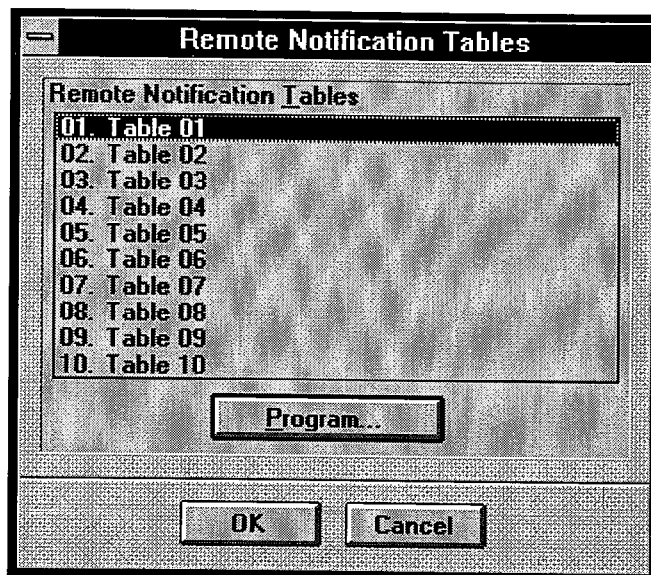 Remote Notification Tables
Remote Notification Tables
01. Table 01
02. Table 02
03. Table 03
04. Table 04
05. Table 05
06. Table 06
07. Table 07
08. Table 08
09. Table 09
10. Table 10
Program...
OK
Cancel